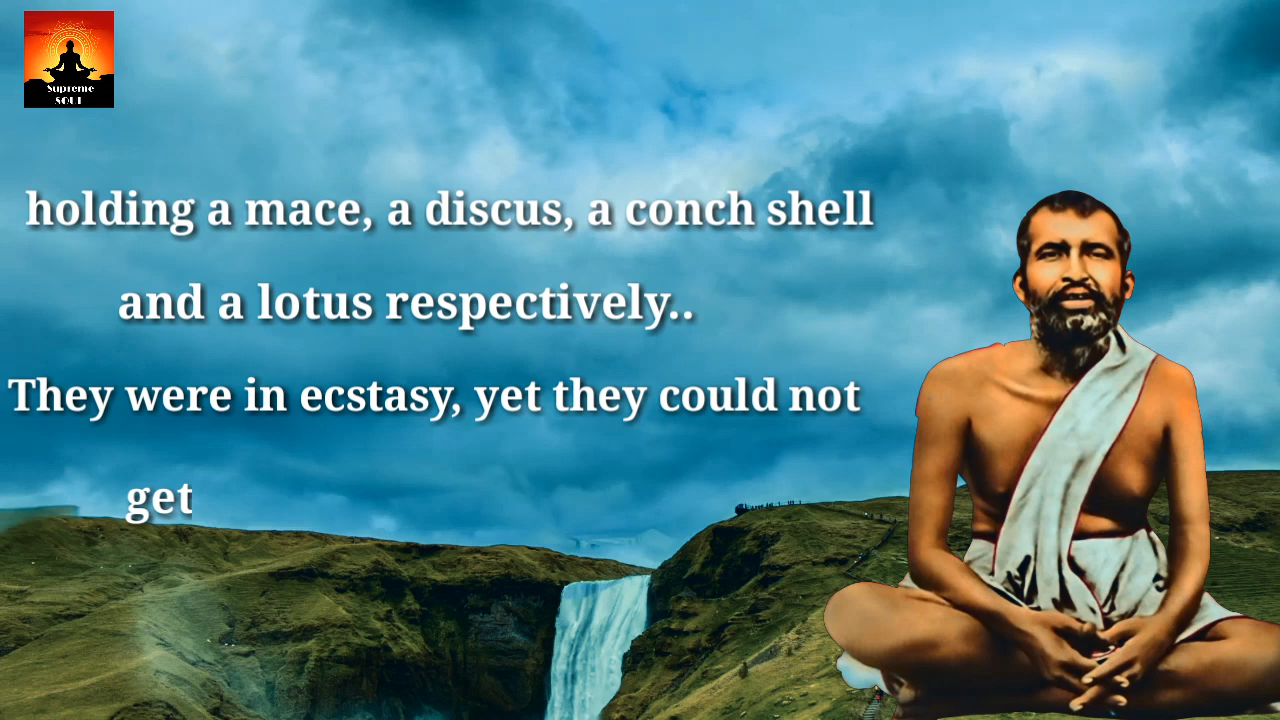 Supreme
SOUL
holding a mace, a discus, a conch shell
and a lotus respectively..
They were in ecstasy, yet they could not
get